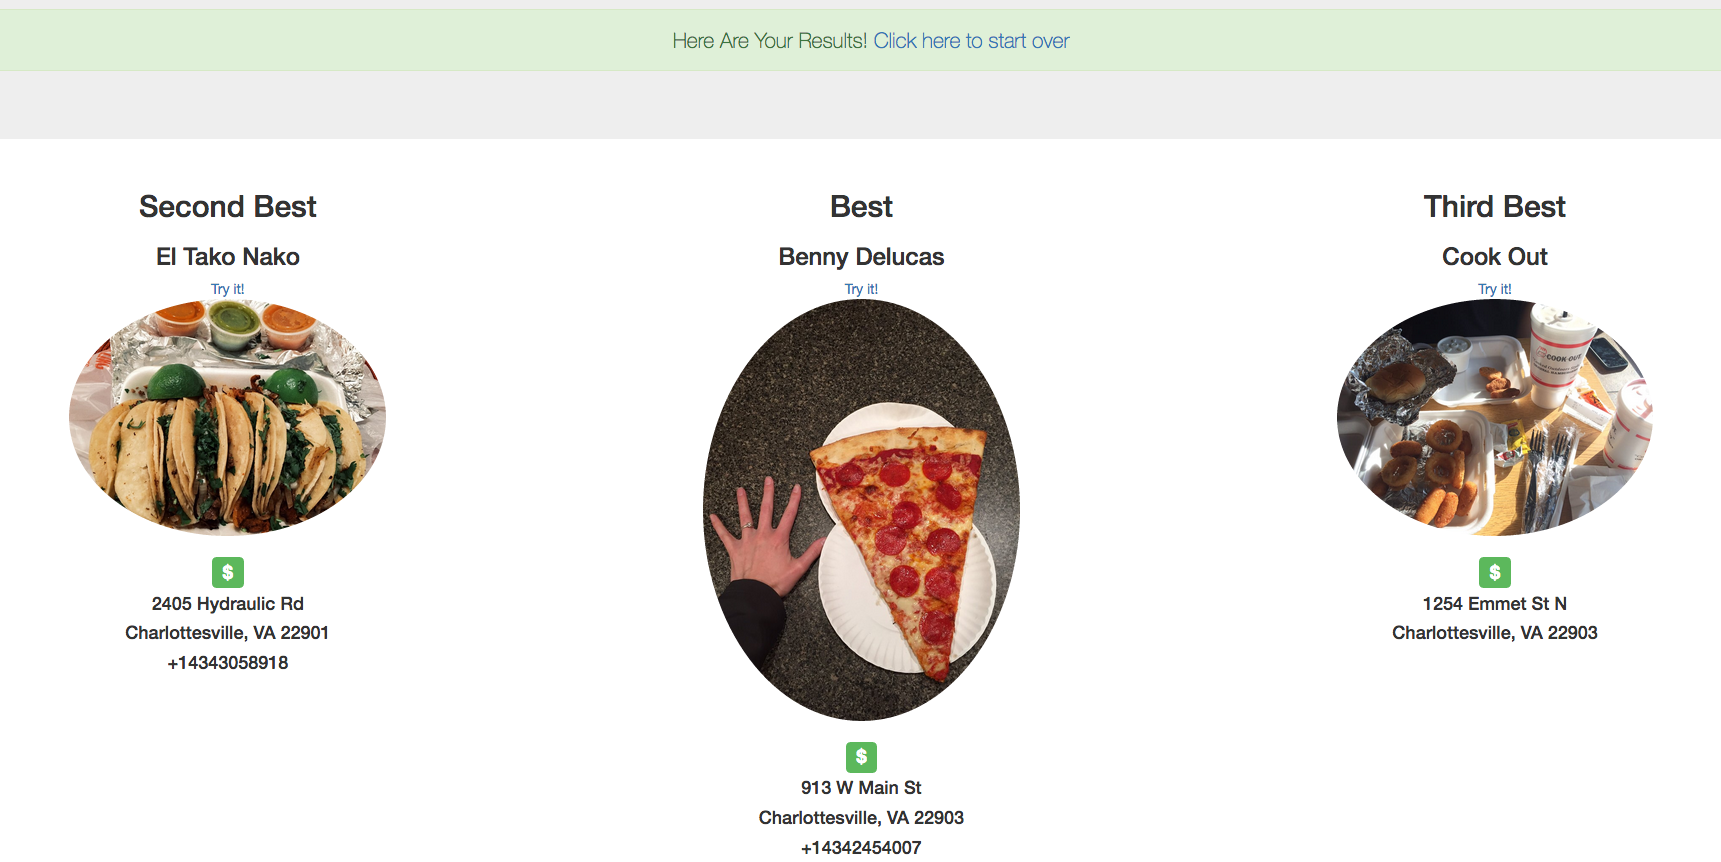 Here Are Your Results! Click here to start over
Second Best
El Tako Nako
Try it!
$
2405 Hydraulic Rd
Charlottesville, VA 22901
+14343058918
Best
Benny Delucas
Try it!
$
913 W Main St
Charlottesville, VA 22903
+14342454007
Third Best
Cook Out
Try it!
COOK OUT
$
1254 Emmet St N
Charlottesville, VA 22903